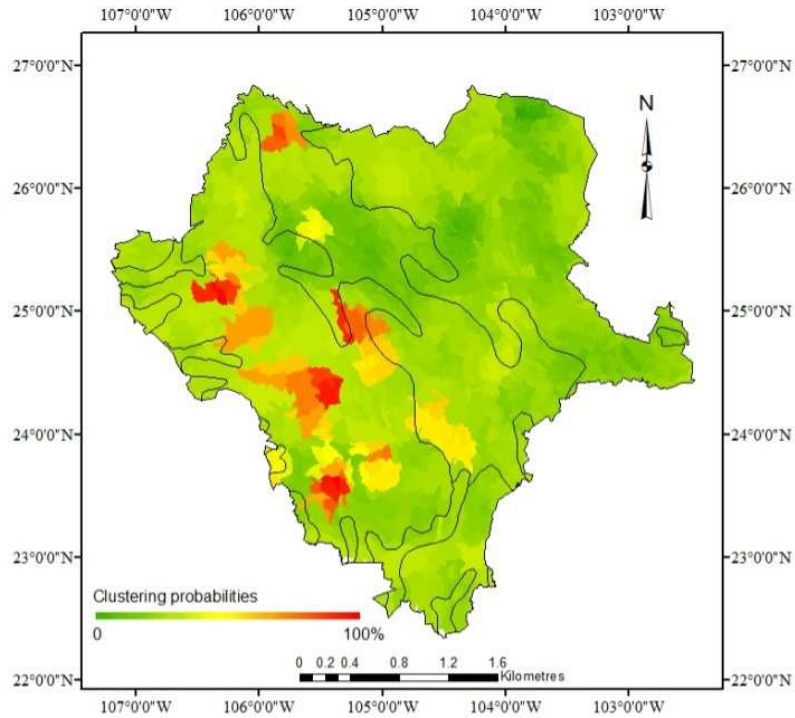 107°0'0"W 106°0'0"W 105°0'0"W 104°0'0"W 103°0'0"W
27°0'0"N 27°0'0"N
N
26°0'0"N 26°0'0"N
25°0'0"N 25°0'0"N
24°0'0"N 24°0'0"N
23°0'0"N 23°0'0"N
Clustering probabilities
0 100%
0 0.2 0.4 0.8 1.2 1.6
Kilometres
22°0'0"N 22°0'0"N
107°0'0"W 106°0'0"W 105°0'0"W 104°0'0"W 103°0'0"W